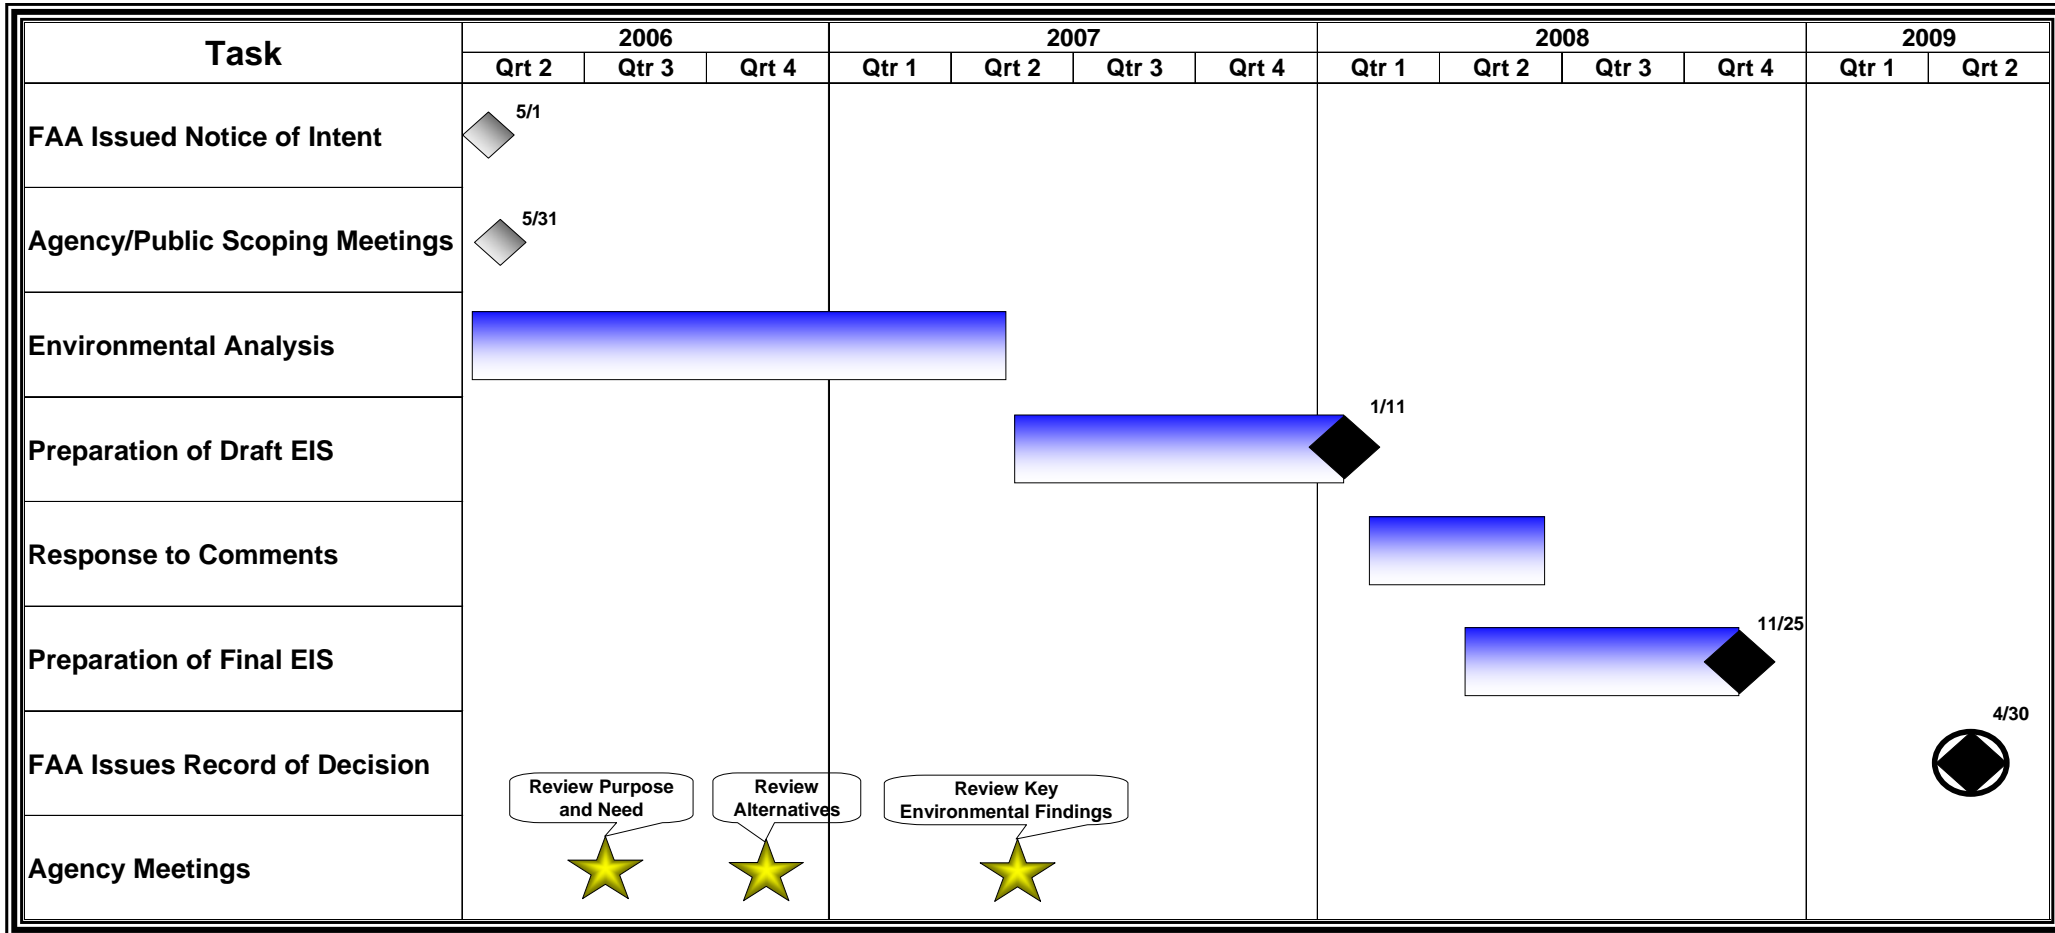 Task
2006 2007 2008 2009
Qrt 2 Qtr 3 Qrt 4 Qtr 1 Qrt 2 Qtr 3 Qrt 4 Qtr 1 Qrt 2 Qtr 3 Qrt 4 Qtr 1 Qrt 2
FAA Issued Notice of Intent 5/1
Agency/Public Scoping Meetings 5/31
Environmental Analysis
Preparation of Draft EIS 1/11
Response to Comments
Preparation of Final EIS 11/25
FAA Issues Record of Decision 4/30
Review Purpose
and Need
Review
Alternatives
Review Key
Environmental Findings
Agency Meetings